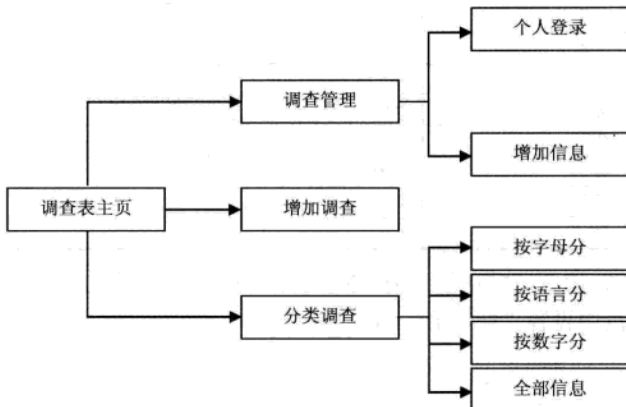 个人登录
调查管理
增加信息
调查表主页
增加调查
按字母分
按语言分
分类调查
按数字分
全部信息